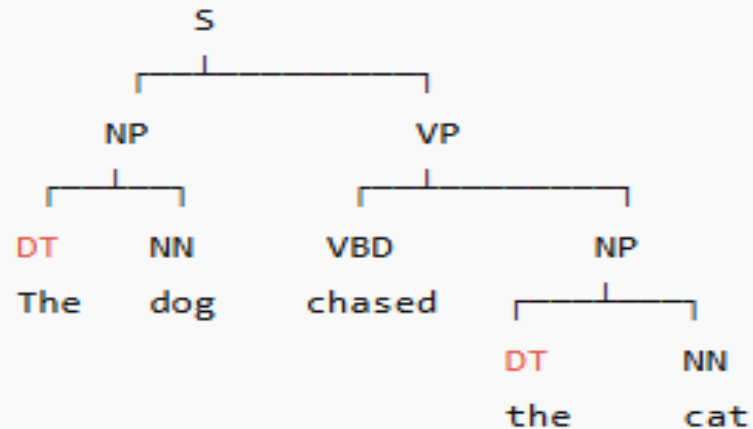 S
NP VP
DT NN VBD NP
The dog chased
DT NN
the cat